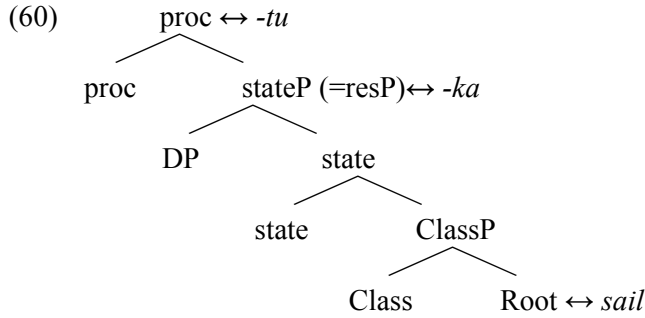 (60) proc ↔ -tu
proc stateP (=resP)↔ -ka
DP state
state ClassP
Class Root ↔ sail